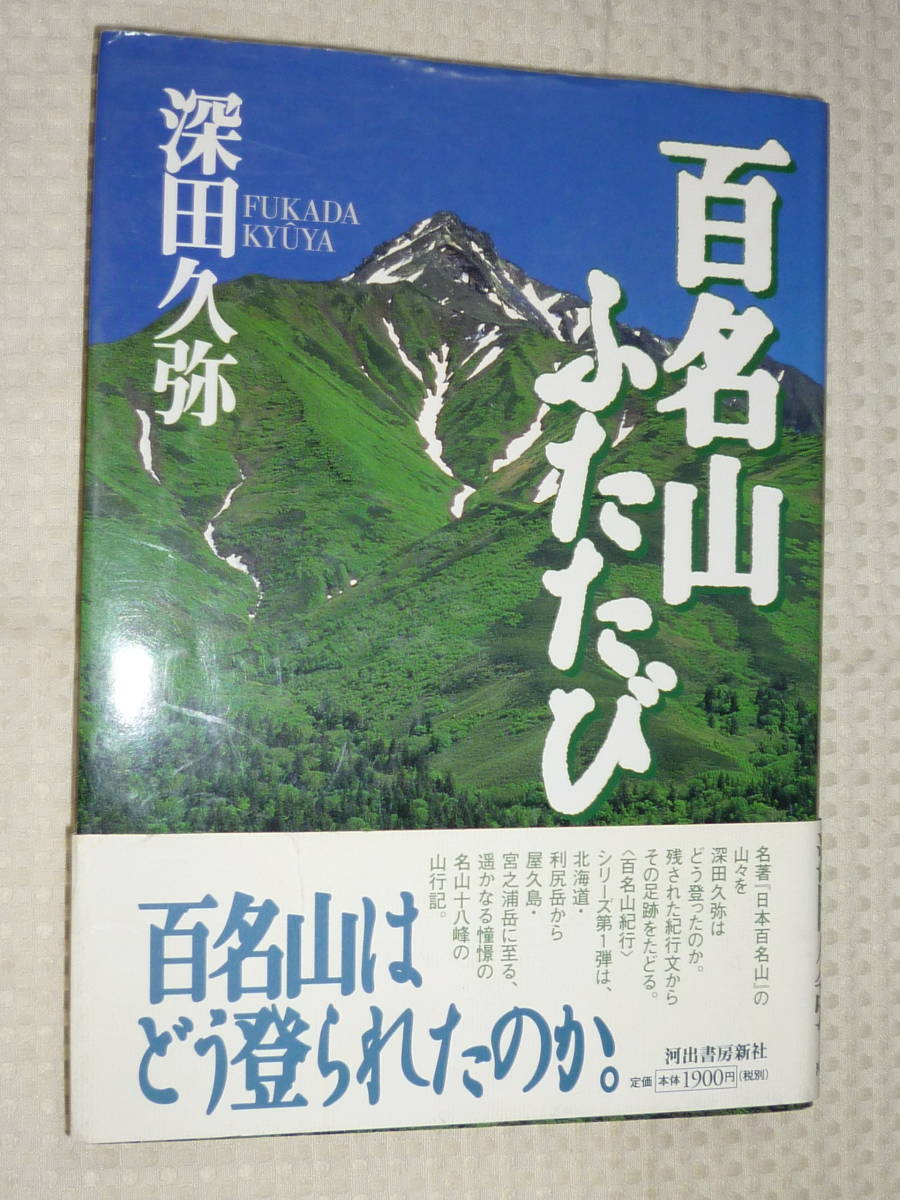 百名山
ふたたび
深田久弥
FUKADA
KYÛYA
名著『日本百名山』の
山々を
深田久弥は
どう登ったのか。
残された紀行文から
その足跡をたどる。
〈百名山紀行〉
シリーズ第1弾は、
北海道・
利尻岳から
屋久島・
宮之浦岳に至る、
遥かなる憧憬の
名山十八峰の
山行記。
百名山は
どう登られたのか。
河出書房新社
定価 本体1900円(税別)